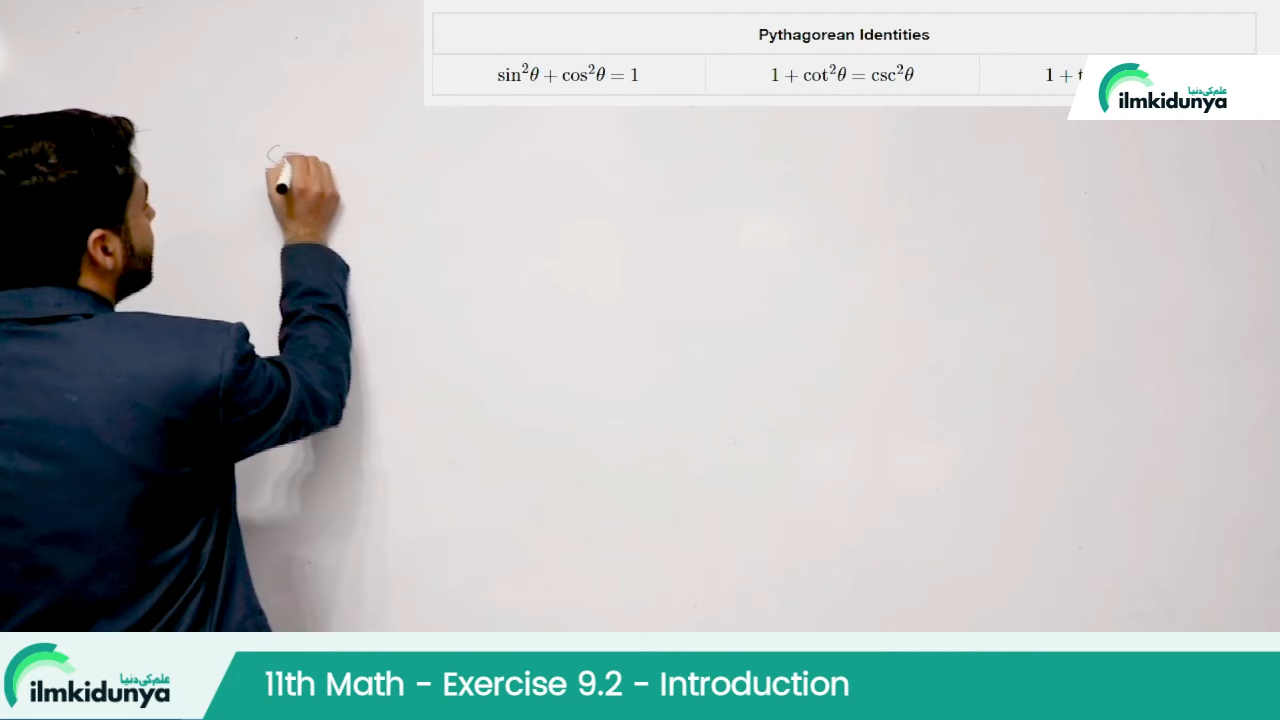 Pythagorean Identities
sin²θ + cos²θ = 1
1 + cot²θ = csc²θ
1 +
علم کی دنیا
ilmkidunya
علم کی دنیا
ilmkidunya
11th Math - Exercise 9.2 - Introduction